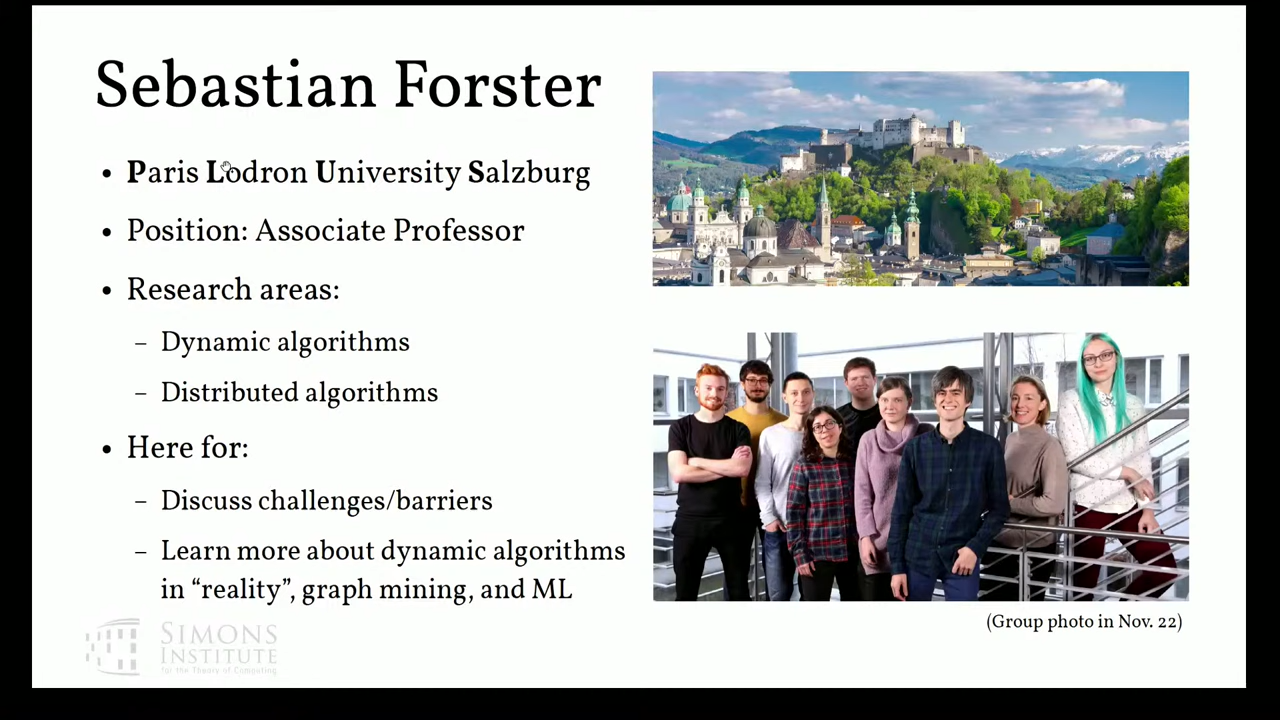 Sebastian Forster
• Paris Lodron University Salzburg
• Position: Associate Professor
• Research areas:
– Dynamic algorithms
– Distributed algorithms
• Here for:
– Discuss challenges/barriers
– Learn more about dynamic algorithms
in “reality”, graph mining, and ML
(Group photo in Nov. 22)
SIMONS
INSTITUTE
for the Theory of Computing